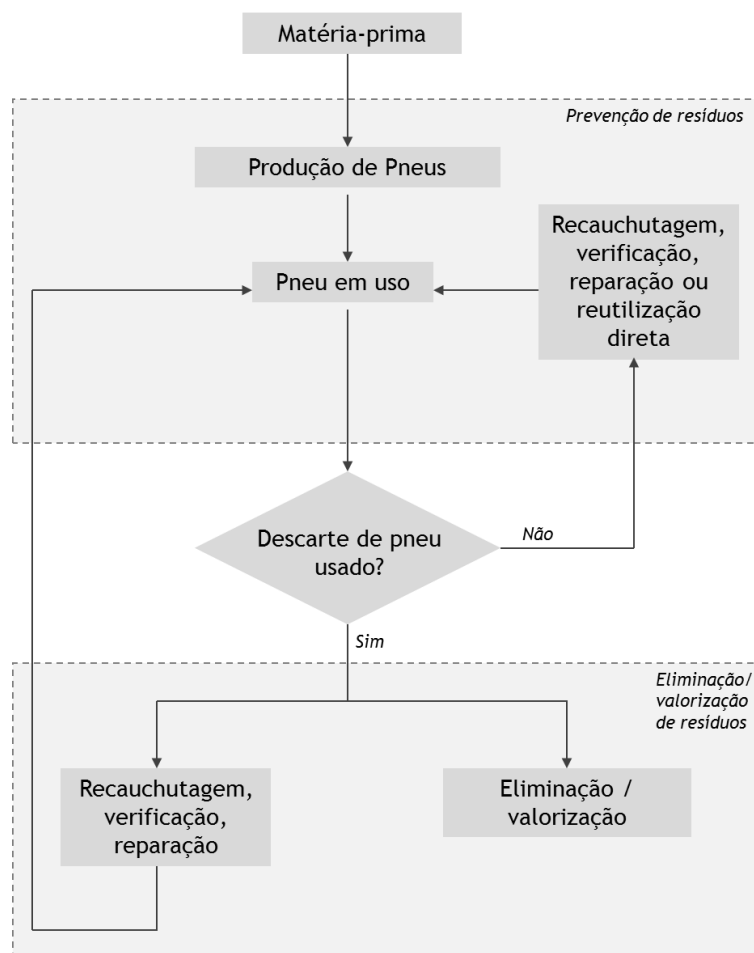 Matéria-prima
Prevenção de resíduos
Produção de Pneus
Recauchutagem,
verificação,
reparação ou
reutilização
direta
Pneu em uso
Descarte de pneu
usado?
Não
Sim
Eliminação/
valorização
de resíduos
Recauchutagem,
verificação,
reparação
Eliminação /
valorização